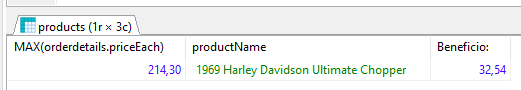 products (1r × 3c)
MAX(orderdetails.priceEach) productName Beneficio:
214,30 1969 Harley Davidson Ultimate Chopper 32,54